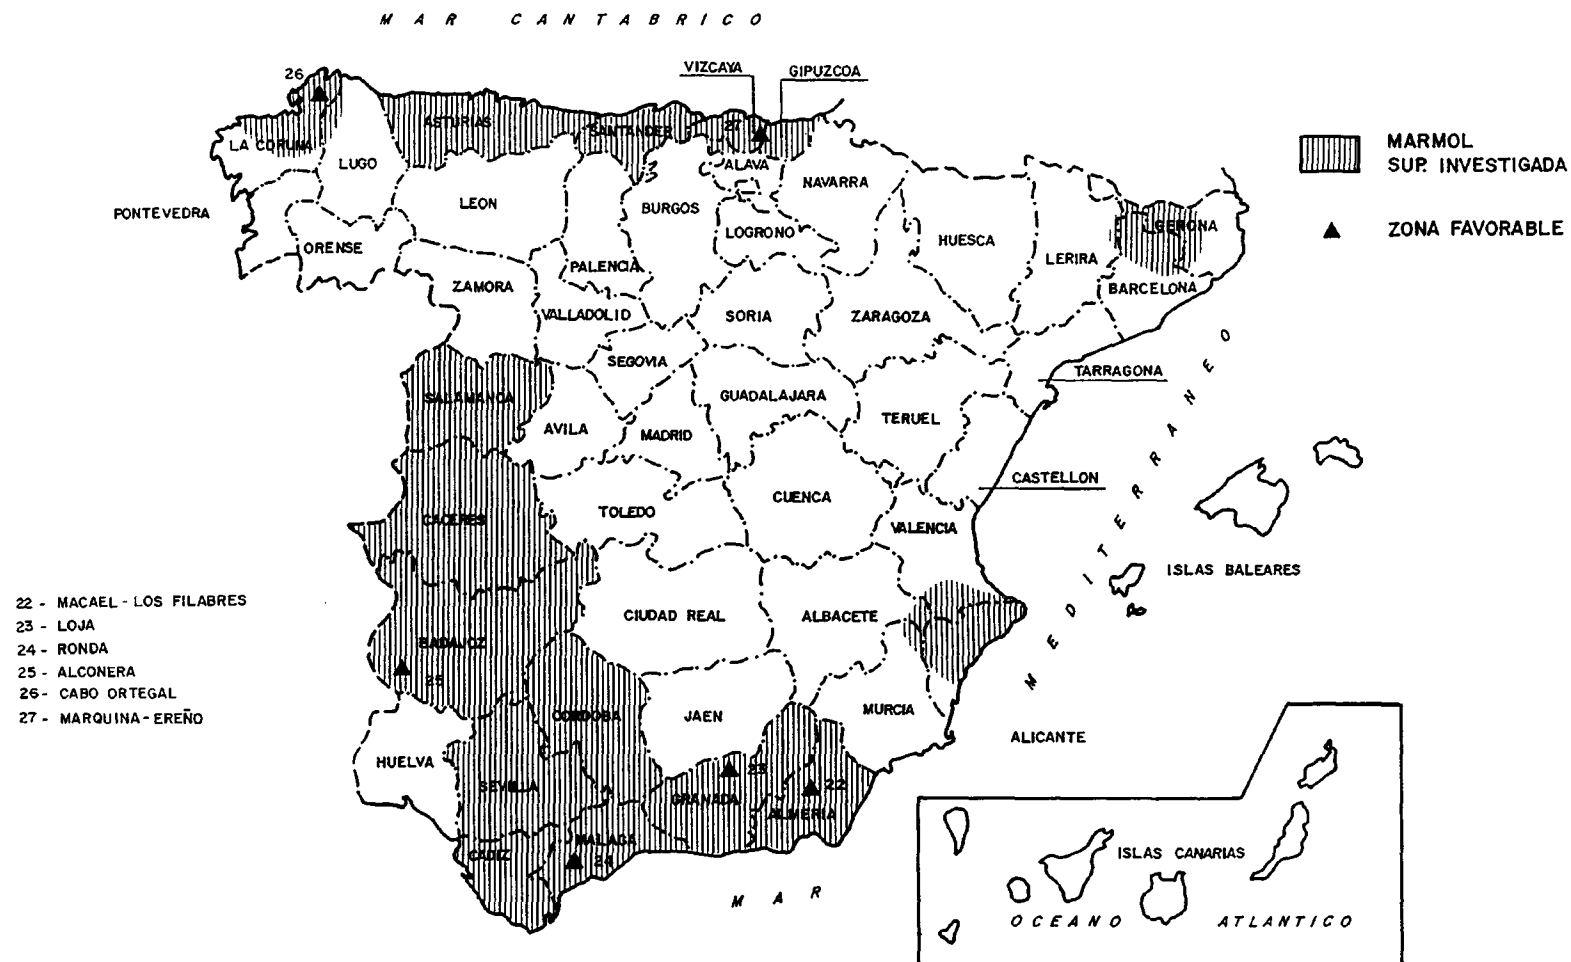 MAR CANTABRICO
26
VIZCAYA
GIPUZCOA
LA CORUNA
LUGO
ASTURIAS
SANTANDER
27
ALAVA
NAVARRA
MARMOL
SUP. INVESTIGADA
ZONA FAVORABLE
PONTEVEDRA
ORENSE
LEON
BURGOS
LOGRONO
HUESCA
LERIRA
GERONA
BARCELONA
PALENCIA
ZAMORA
VALLADOLID
SORIA
ZARAGOZA
SEGOVIA
TARRAGONA
SALAMANCA
AVILA
MADRID
GUADALAJARA
TERUEL
CASTELLON
CACERES
TOLEDO
CUENCA
VALENCIA
ISLAS BALEARES
MEDITERRANEO
22 - MACAEL - LOS FILABRES
23 - LOJA
24 - RONDA
25 - ALCONERA
26 - CABO ORTEGAL
27 - MARQUINA-EREÑO
BADAJOZ
25
CIUDAD REAL
ALBACETE
CORDOBA
JAEN
MURCIA
ALICANTE
HUELVA
SEVILLA
GRANADA
23
ALMERIA
22
CADIZ
MALAGA
24
MAR
ISLAS CANARIAS
OCEANO ATLANTICO